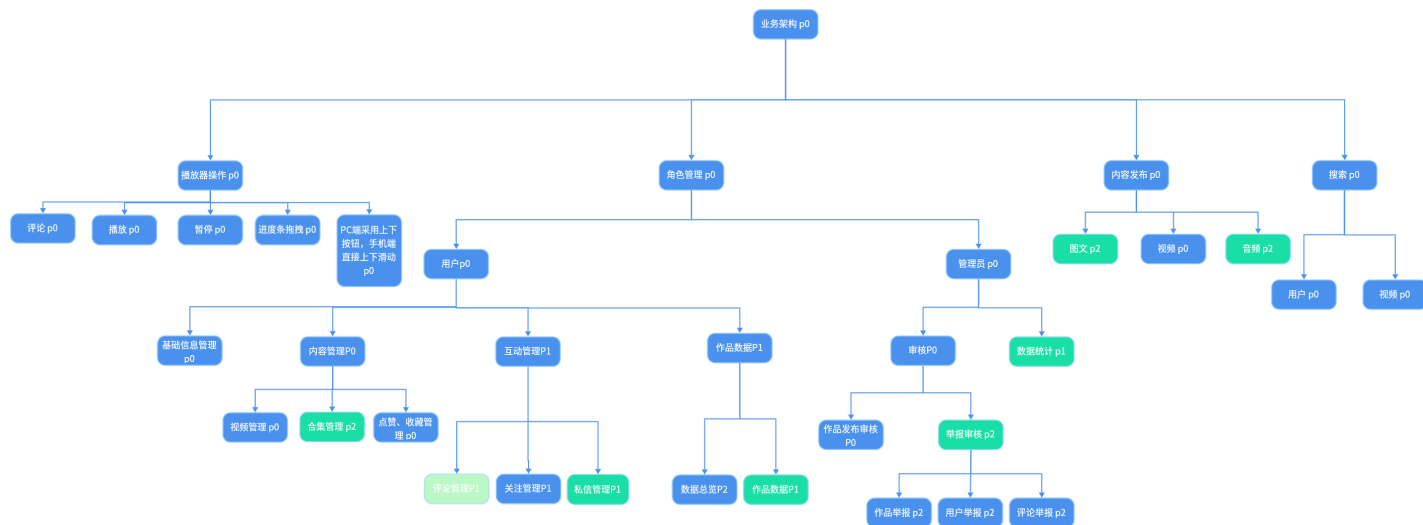 业务架构 p0
播放器操作 p0
角色管理 p0
内容发布 p0
搜索 p0
评论 p0
播放 p0
暂停 p0
进度条拖拽 p0
PC端采用上下
按钮，手机端
直接上下滑动
p0
用户p0
管理员 p0
图文 p2
视频 p0
音频 p2
用户 p0
视频 p0
基础信息管理
p0
内容管理P0
互动管理P1
作品数据P1
审核P0
数据统计 p1
视频管理 p0
合集管理 p2
点赞、收藏管
理 p0
作品发布审核
P0
举报审核 p2
评论管理P1
关注管理P1
私信管理P1
数据总览P2
作品数据P1
作品举报 p2
用户举报 p2
评论举报 p2